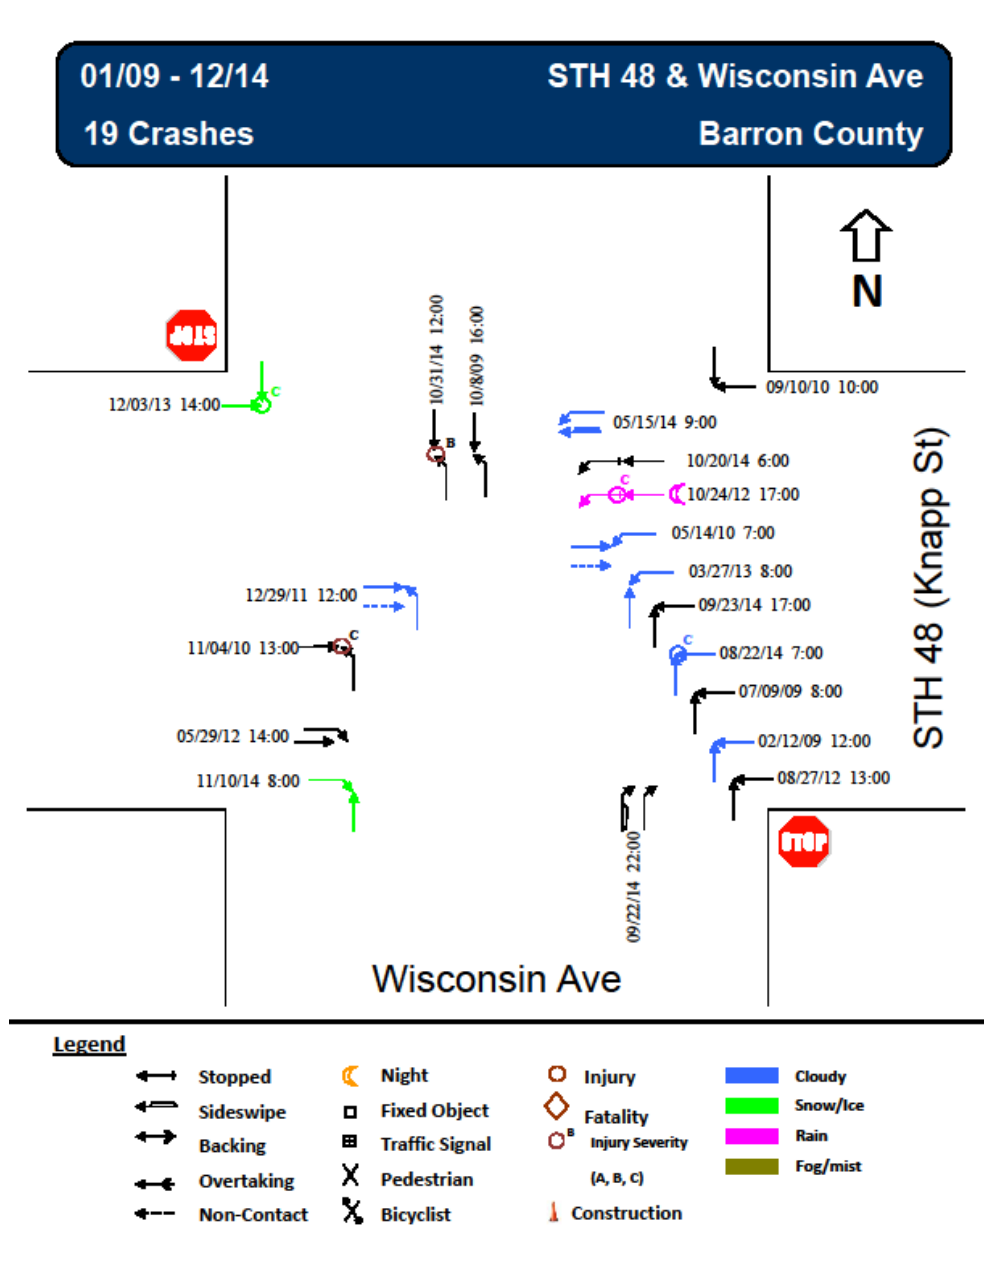 01/09 - 12/14
STH 48 & Wisconsin Ave
19 Crashes
Barron County
N
STOP
10/31/14 12:00
10/8/09 16:00
C
12/03/13 14:00
09/10/10 10:00
05/15/14 9:00
B
10/20/14 6:00
C
10/24/12 17:00
05/14/10 7:00
03/27/13 8:00
12/29/11 12:00
09/23/14 17:00
C
11/04/10 13:00
C
08/22/14 7:00
07/09/09 8:00
05/29/12 14:00
02/12/09 12:00
11/10/14 8:00
08/27/12 13:00
STH 48 (Knapp St)
STOP
09/22/14 22:00
Wisconsin Ave
Legend
Stopped
Night
Injury
Cloudy
Sideswipe
Fixed Object
Fatality
Snow/Ice
Backing
Traffic Signal
B
Injury Severity
Rain
Overtaking
Pedestrian
(A, B, C)
Fog/mist
Non-Contact
Bicyclist
Construction